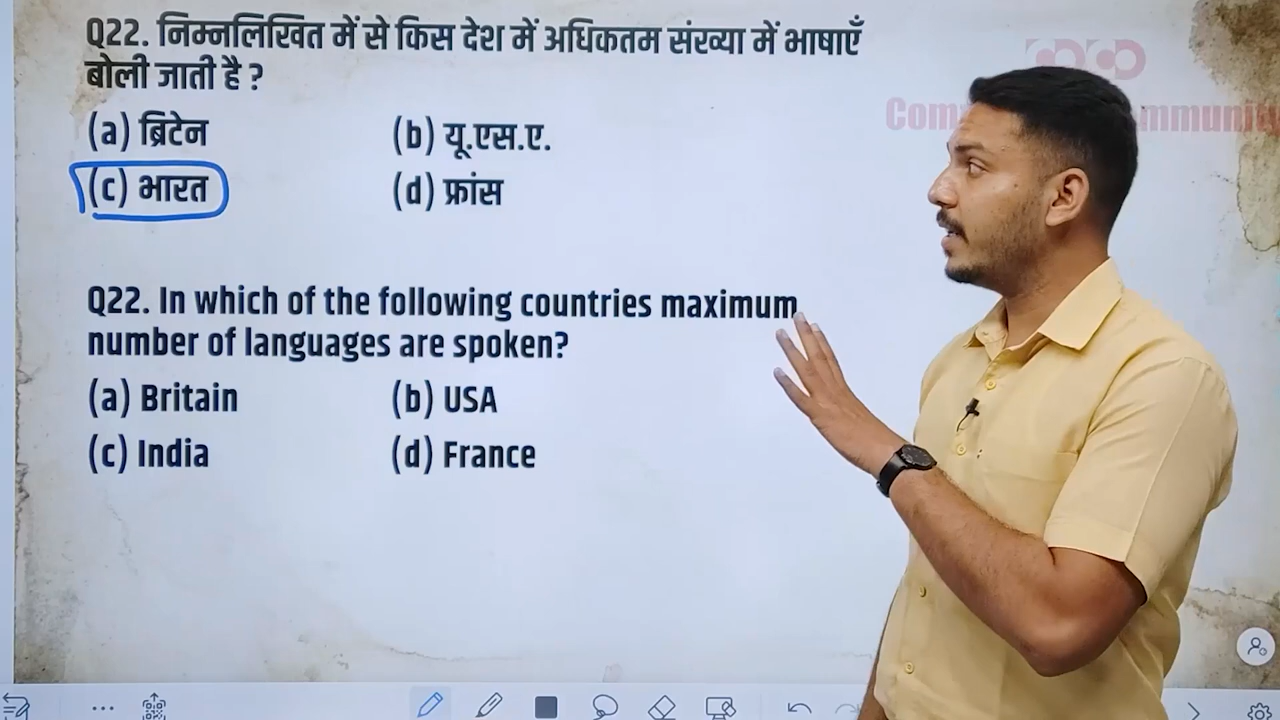 Q22. निम्नलिखित में से किस देश में अधिकतम संख्या में भाषाएँ
बोली जाती है ?
(a) ब्रिटेन (b) यू.एस.ए.
(c) भारत (d) फ्रांस
Q22. In which of the following countries maximum
number of languages are spoken?
(a) Britain (b) USA
(c) India (d) France